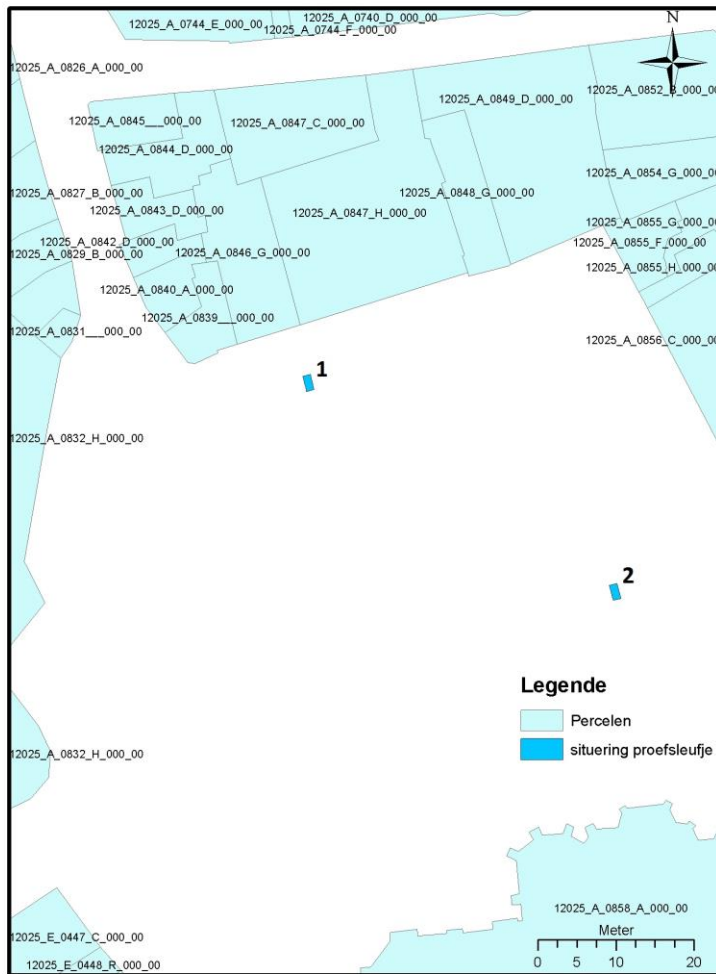 12025_A_0744_E_000_00
12025_A_0740_D_000_00
12025_A_0744_F_000_00
N
12025_A_0826_A_000_00
12025_A_0852_B_000_00
12025_A_0849_D_000_00
12025_A_0845___000_00
12025_A_0847_C_000_00
12025_A_0844_D_000_00
12025_A_0854_G_000_00
12025_A_0827_B_000_00
12025_A_0848_G_000_00
12025_A_0843_D_000_00
12025_A_0847_H_000_00
12025_A_0855_G_000_00
12025_A_0842_D_000_00
12025_A_0855_F_000_00
12025_A_0829_B_000_00
12025_A_0846_G_000_00
12025_A_0855_H_000_00
12025_A_0840_A_000_00
12025_A_0839___000_00
12025_A_0831___000_00
12025_A_0856_C_000_00
1
12025_A_0832_H_000_00
2
Legende
Percelen
situering proefsleufje
12025_A_0832_H_000_00
12025_A_0858_A_000_00
Meter
12025_E_0447_C_000_00
12025_E_0448_R_000_00
0 5 10 20